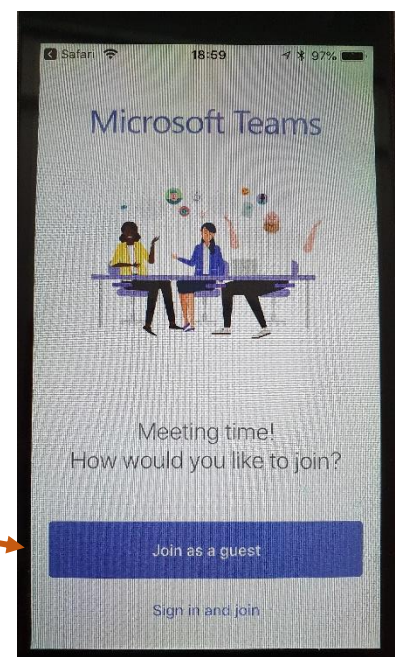 Safari 18:59 97%
Microsoft Teams
Meeting time!
How would you like to join?
Join as a guest
Sign in and join